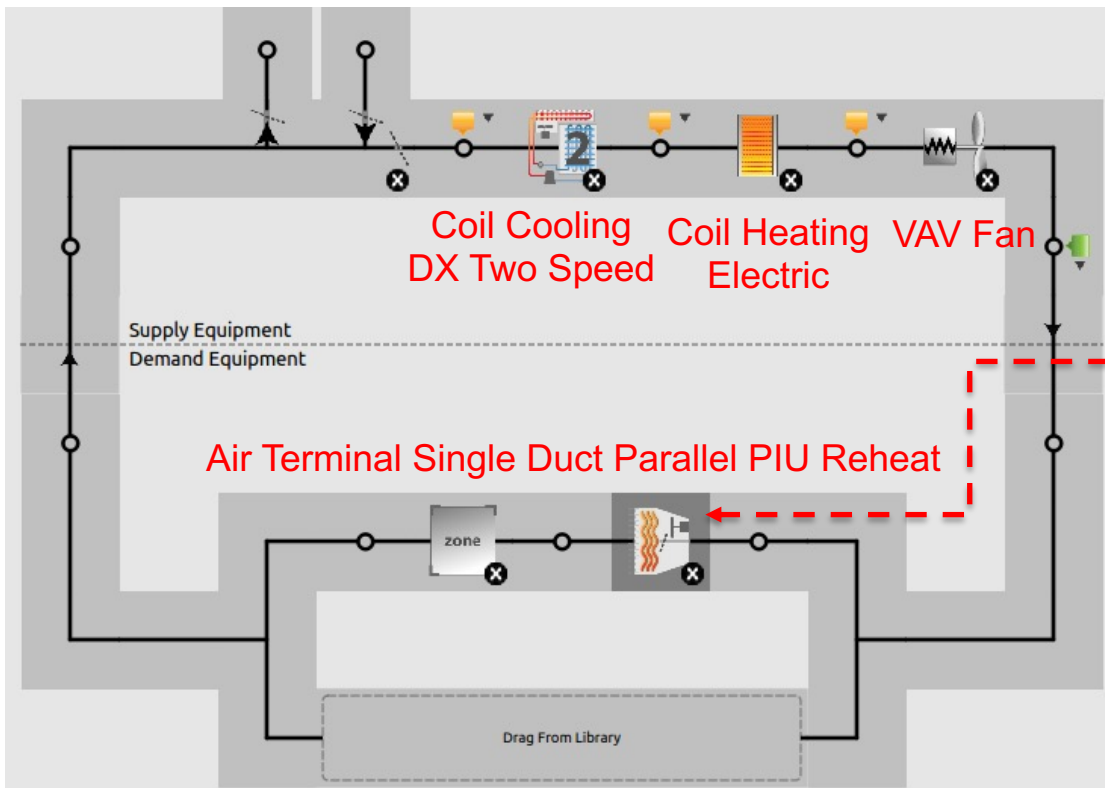 2
Coil Cooling
DX Two Speed
Coil Heating
Electric
VAV Fan
Supply Equipment
Demand Equipment
Air Terminal Single Duct Parallel PIU Reheat
zone
Drag From Library